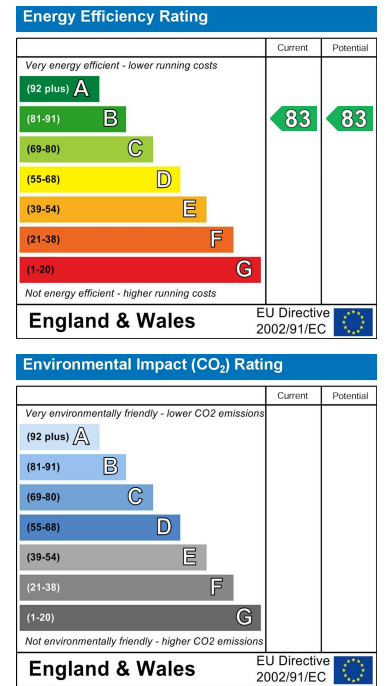 Energy Efficiency Rating
Current Potential
Very energy efficient - lower running costs
(92 plus) A
(81-91) B 83 83
(69-80) C
(55-68) D
(39-54) E
(21-38) F
(1-20) G
Not energy efficient - higher running costs
England & Wales
EU Directive
2002/91/EC
Environmental Impact (CO₂) Rating
Current Potential
Very environmentally friendly - lower CO2 emissions
(92 plus) A
(81-91) B
(69-80) C
(55-68) D
(39-54) E
(21-38) F
(1-20) G
Not environmentally friendly - higher CO2 emissions
England & Wales
EU Directive
2002/91/EC